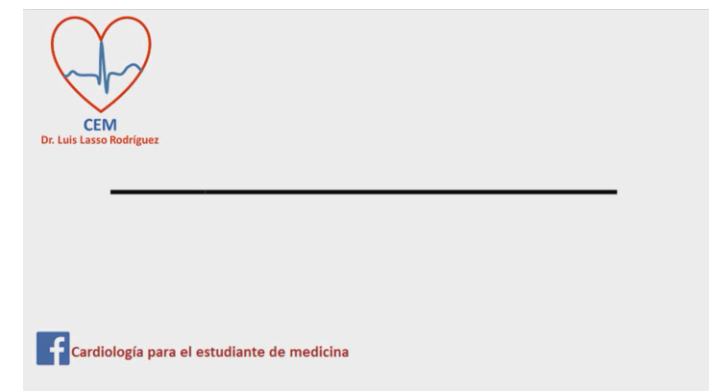 CEM
Dr. Luis Lasso Rodríguez
Cardiología para el estudiante de medicina